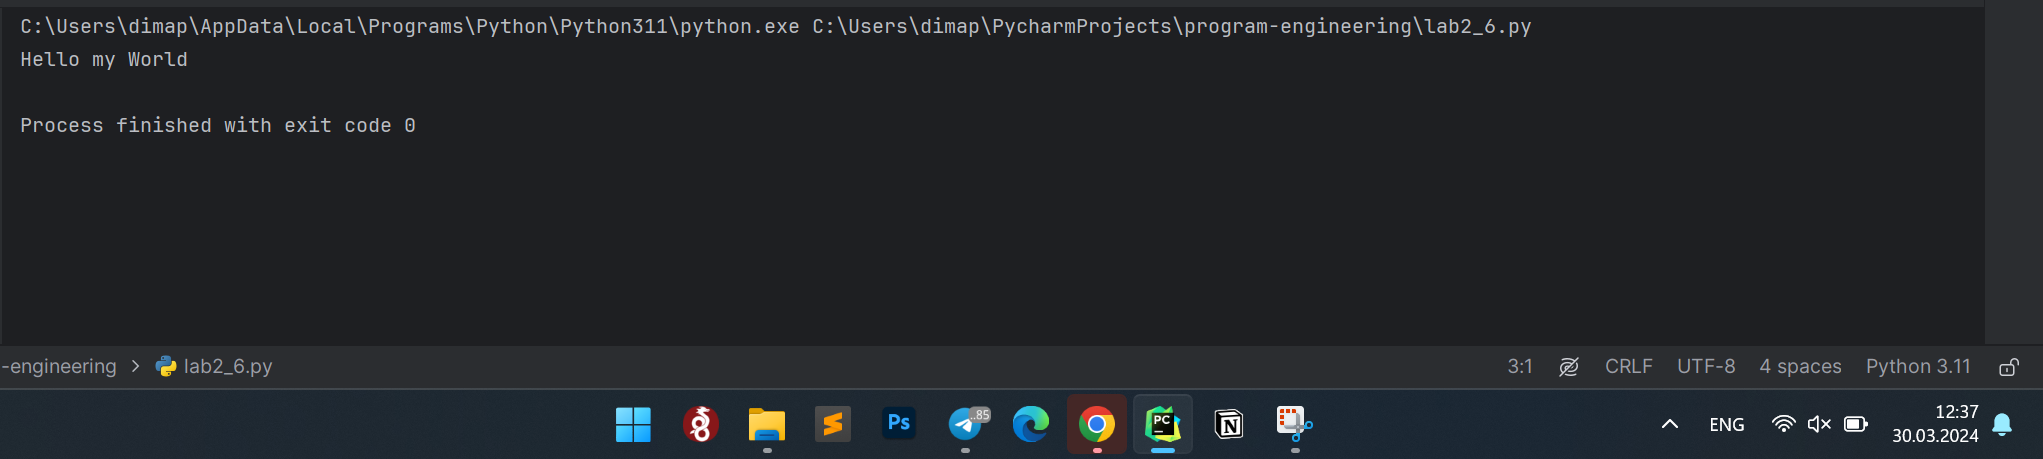 C:\Users\dimap\AppData\Local\Programs\Python\Python311\python.exe C:\Users\dimap\PycharmProjects\program-engineering\lab2_6.py
Hello my World
Process finished with exit code 0
-engineering > lab2_6.py 3:1 CRLF UTF-8 4 spaces Python 3.11
Ps ..85 PC N ENG 12:37
30.03.2024